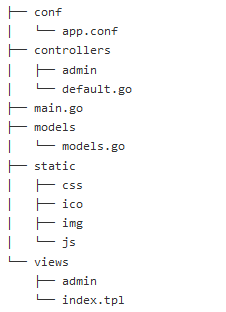 ├── conf
│   └── app.conf
├── controllers
│   ├── admin
│   └── default.go
├── main.go
├── models
│   └── models.go
├── static
│   ├── css
│   ├── ico
│   ├── img
│   └── js
└── views
    ├── admin
    └── index.tpl